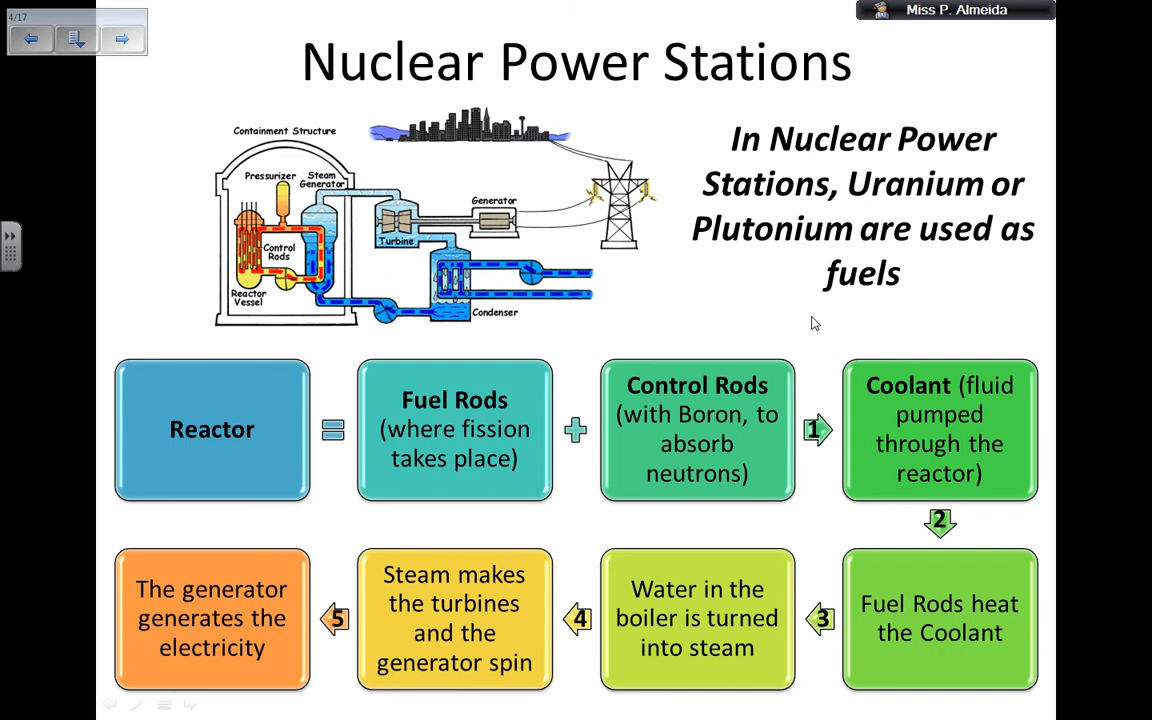 4/17
Miss P. Almeida
Nuclear Power Stations
Containment Structure
Pressurizer
Steam
Generator
Control
Rods
Reactor
Vessel
Turbine
Generator
Condenser
In Nuclear Power
Stations, Uranium or
Plutonium are used as
fuels
Reactor
Fuel Rods
(where fission
takes place)
Control Rods
(with Boron, to
absorb
neutrons)
1
Coolant (fluid
pumped
through the
reactor)
2
Fuel Rods heat
the Coolant
3
Water in the
boiler is turned
into steam
4
Steam makes
the turbines
and the
generator spin
5
The generator
generates the
electricity